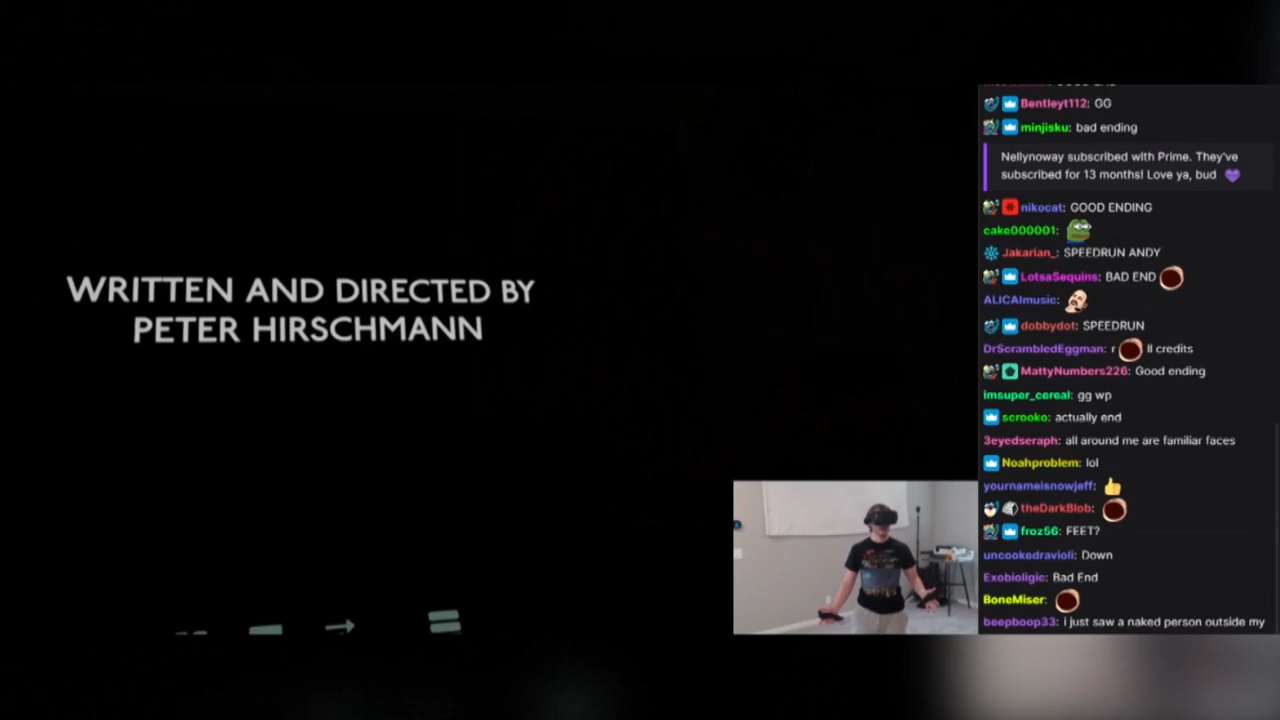 WRITTEN AND DIRECTED BY
PETER HIRSCHMANN
Bentleyt112: GG
minjisku: bad ending
Nellynoway subscribed with Prime. They've
subscribed for 13 months! Love ya, bud
nikocat: GOOD ENDING
cake000001:
Jakarian_: SPEEDRUN ANDY
LotsaSequins: BAD END
ALICAImusic:
dobbydot: SPEEDRUN
DrScrambledEggman: r ll credits
MattyNumbers226: Good ending
imsuper_cereal: gg wp
scrooko: actually end
3eyedseraph: all around me are familiar faces
Noahproblem: lol
yournameisnowjeff:
theDarkBlob:
froz56: FEET?
uncookedravioli: Down
Exobioligic: Bad End
BoneMiser:
beepboop33: i just saw a naked person outside my